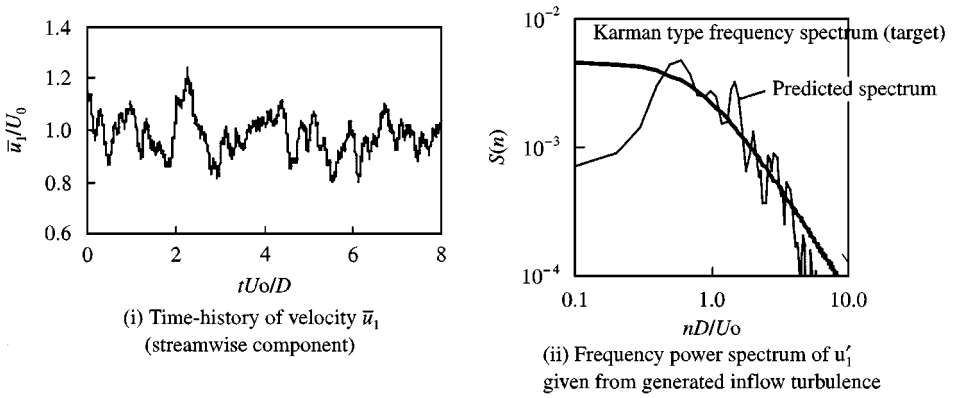 1.4
1.2
1.0
0.8
0.6
u̅₁/U₀
0 2 4 6 8
tUo/D
(i) Time-history of velocity u̅₁
(streamwise component)
10⁻²
10⁻³
10⁻⁴
S(n)
Karman type frequency spectrum (target)
Predicted spectrum
0.1 1.0 10.0
nD/Uo
(ii) Frequency power spectrum of u₁′
given from generated inflow turbulence